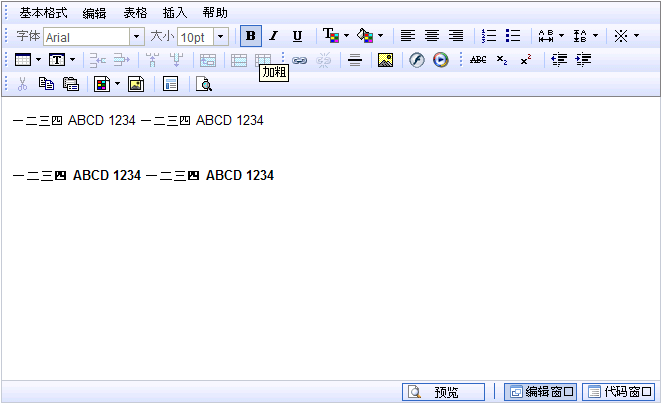 基本格式 编辑 表格 插入 帮助
字体 Arial 大小 10pt B I U
加粗
ABC X₂ X²
一二三四 ABCD 1234 一二三四 ABCD 1234
一二三四 ABCD 1234 一二三四 ABCD 1234
预览 编辑窗口 代码窗口